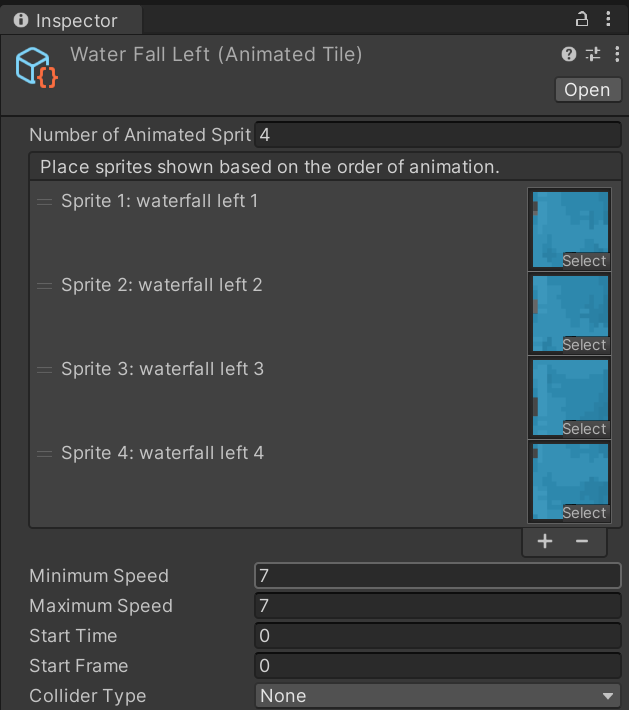 Inspector
Water Fall Left (Animated Tile)
Open
Number of Animated Sprit 4
Place sprites shown based on the order of animation.
Sprite 1: waterfall left 1
Select
Sprite 2: waterfall left 2
Select
Sprite 3: waterfall left 3
Select
Sprite 4: waterfall left 4
Select
Minimum Speed 7
Maximum Speed 7
Start Time 0
Start Frame 0
Collider Type None